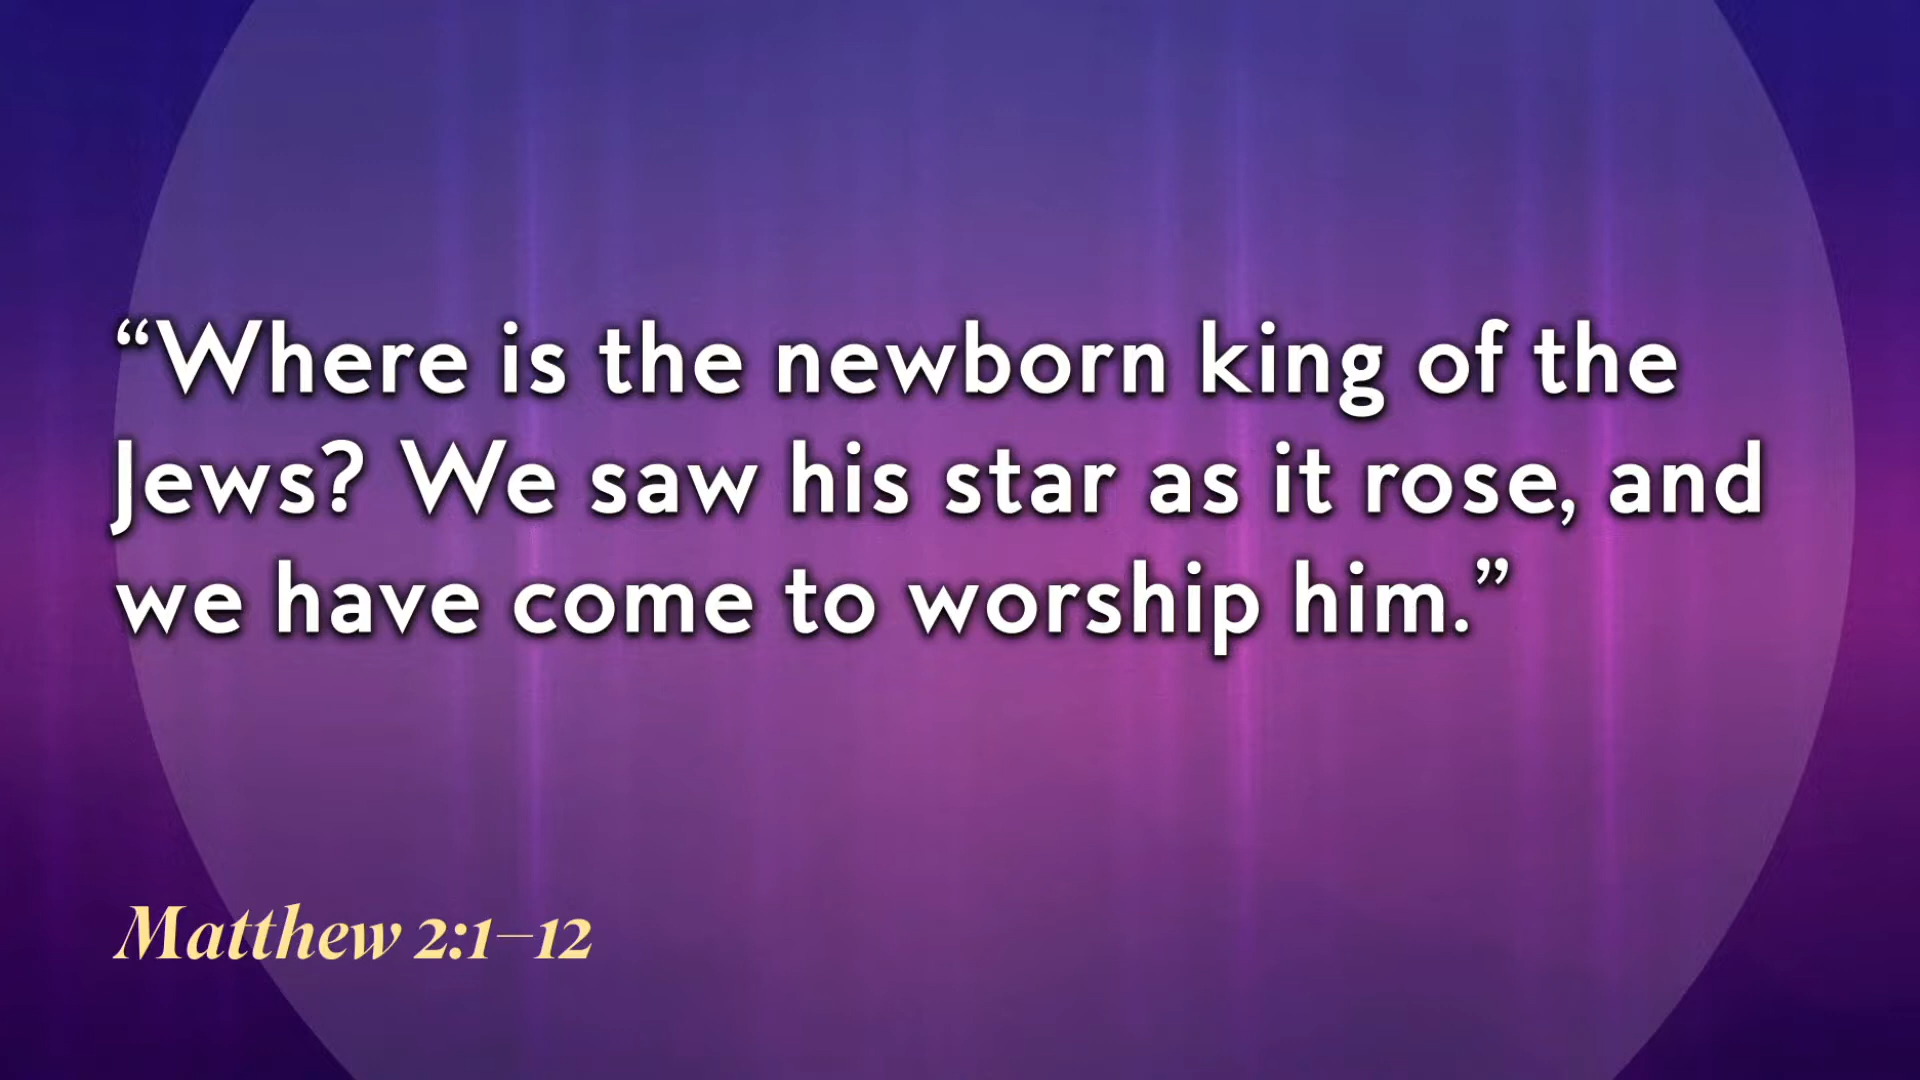 “Where is the newborn king of the
Jews? We saw his star as it rose, and
we have come to worship him.”
Matthew 2:1–12